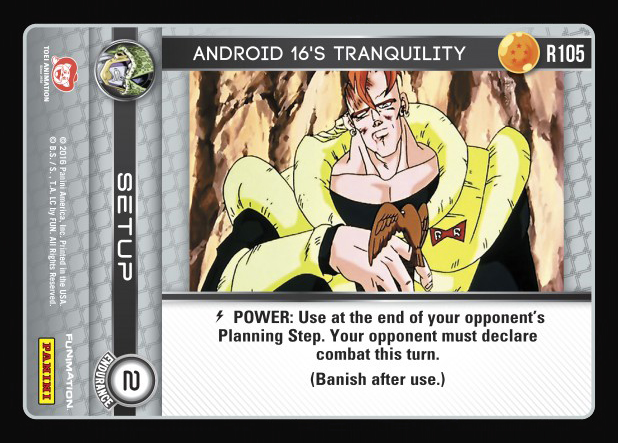 ANDROID 16'S TRANQUILITY
R105
TOEI ANIMATION
SETUP
© 2016 Panini America, Inc. Printed in the USA.
© B.S./ S., T.A. LC by FUN. All Rights Reserved.
FUNIMATION
PANINI
2
ENDURANCE
POWER: Use at the end of your opponent's
Planning Step. Your opponent must declare
combat this turn.
(Banish after use.)